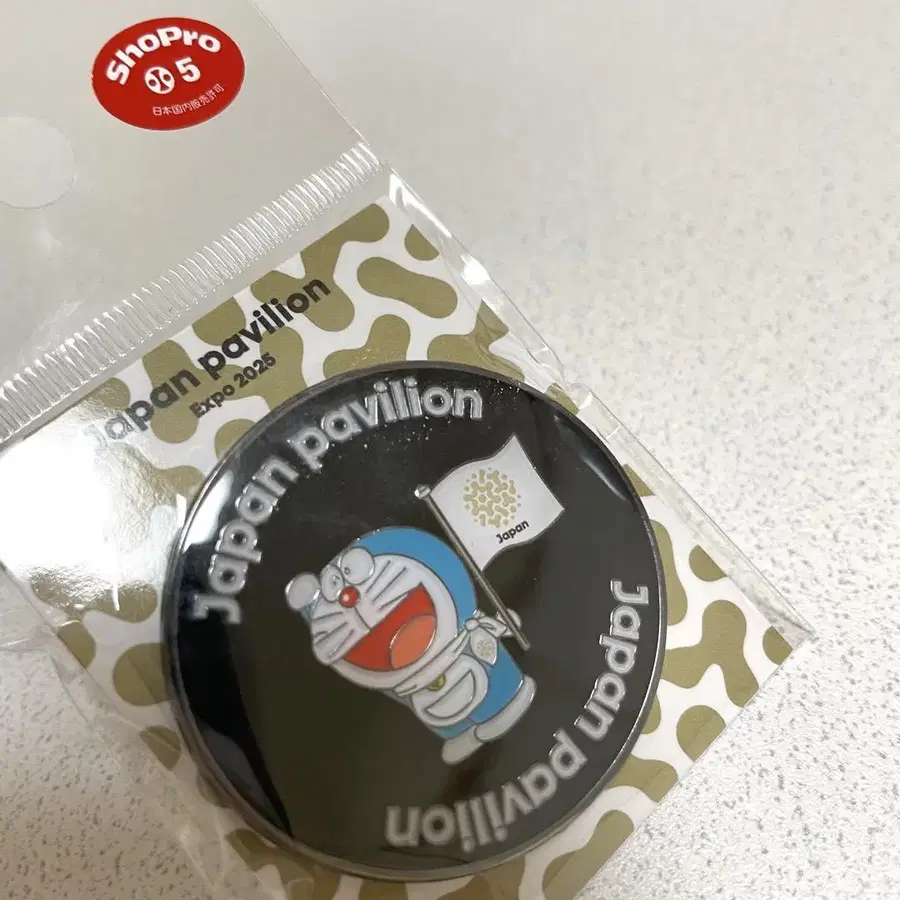 ShoPro
5
日本国内販売許可
Japan pavilion
Expo 2025
Japan pavilion
Japan
Japan pavilion